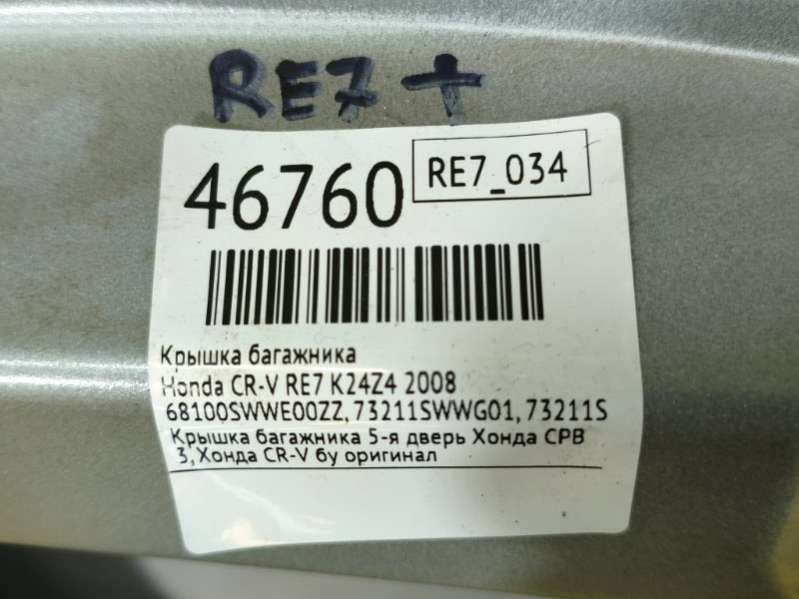 RE7+
46760
RE7_034
Крышка багажника
Honda CR-V RE7 K24Z4 2008
68100SWWE00ZZ, 73211SWWG01, 73211S
Крышка багажника 5-я дверь Хонда СРВ
3, Хонда CR-V бу оригинал